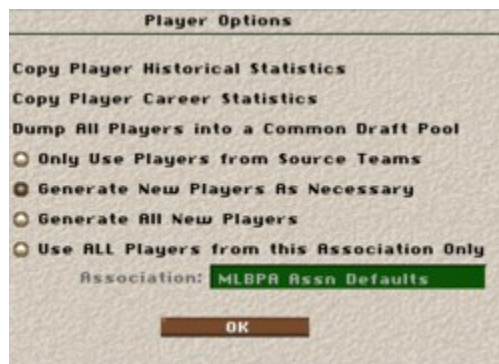 Player Options
Copy Player Historical Statistics
Copy Player Career Statistics
Dump All Players into a Common Draft Pool
Only Use Players from Source Teams
Generate New Players As Necessary
Generate All New Players
Use ALL Players from this Association Only
Association: MLBPA Assn Defaults
OK